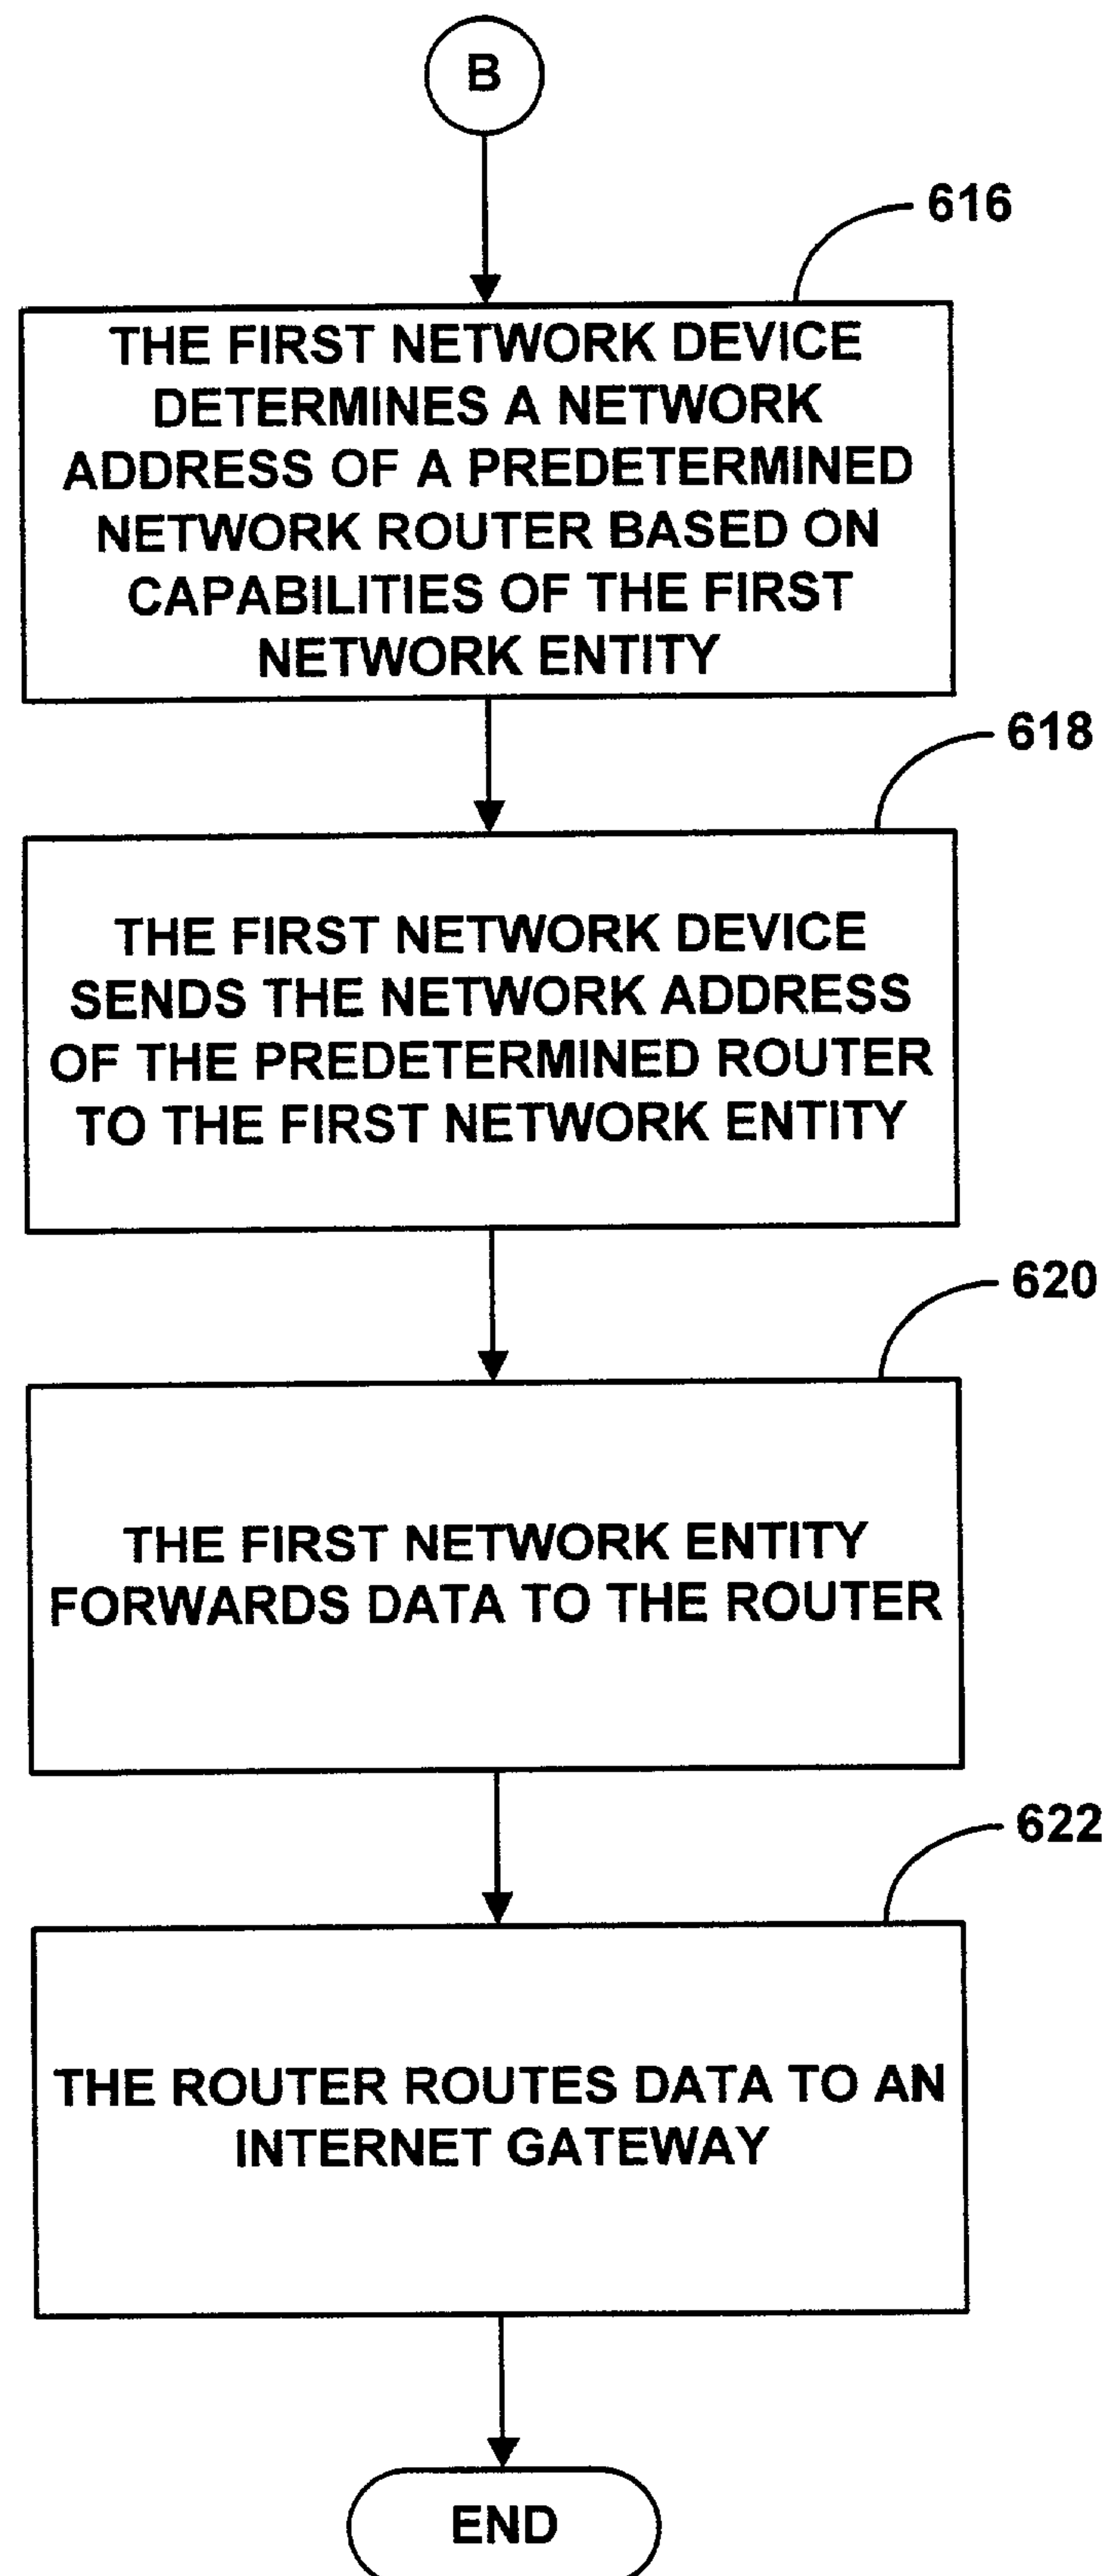 B
616
THE FIRST NETWORK DEVICE
DETERMINES A NETWORK
ADDRESS OF A PREDETERMINED
NETWORK ROUTER BASED ON
CAPABILITIES OF THE FIRST
NETWORK ENTITY
618
THE FIRST NETWORK DEVICE
SENDS THE NETWORK ADDRESS
OF THE PREDETERMINED ROUTER
TO THE FIRST NETWORK ENTITY
620
THE FIRST NETWORK ENTITY
FORWARDS DATA TO THE ROUTER
622
THE ROUTER ROUTES DATA TO AN
INTERNET GATEWAY
END